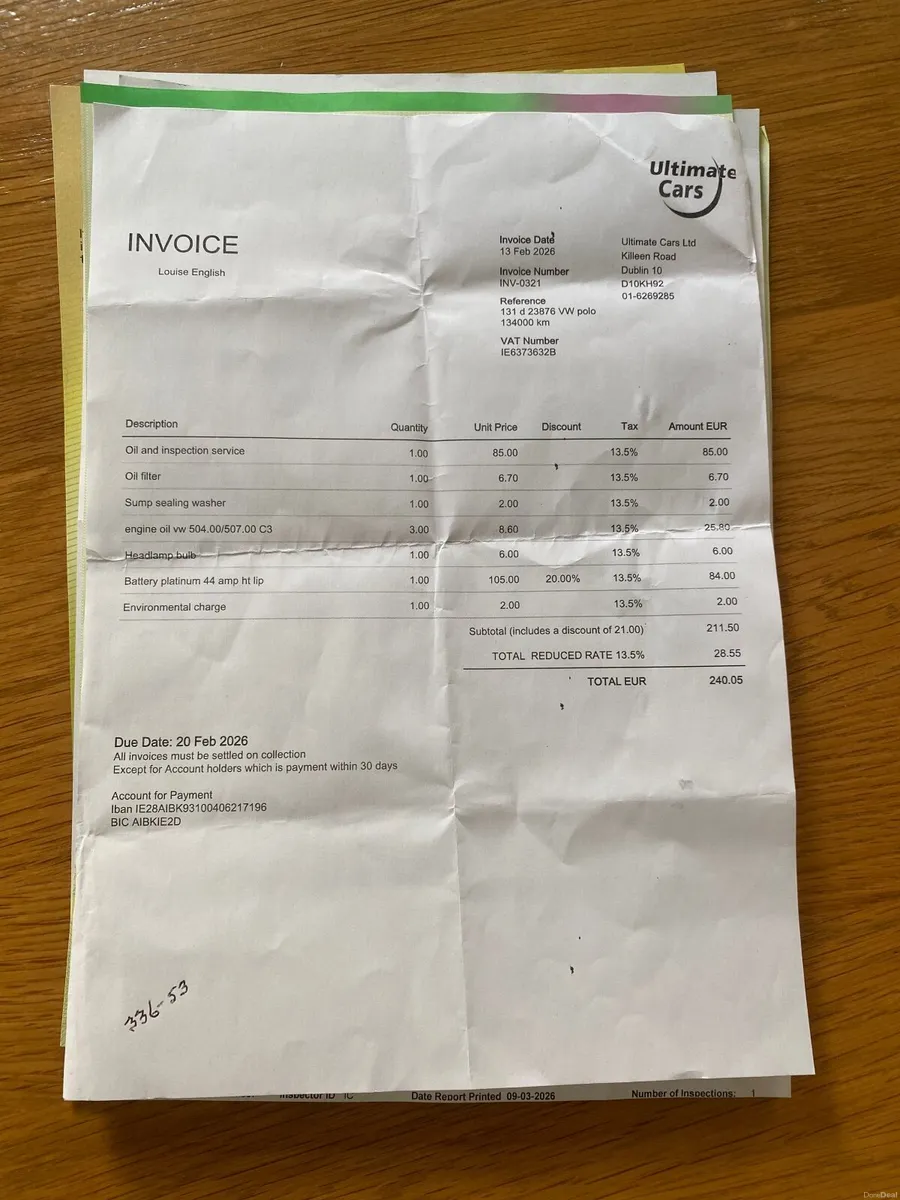 Ultimate
Cars
INVOICE
Louise English
Invoice Date
13 Feb 2026
Invoice Number
INV-0321
Reference
131 d 23876 VW polo
134000 km
VAT Number
IE6373632B
Ultimate Cars Ltd
Killeen Road
Dublin 10
D10KH92
01-6269285
Description Quantity Unit Price Discount Tax Amount EUR
Oil and inspection service 1.00 85.00 13.5% 85.00
Oil filter 1.00 6.70 13.5% 6.70
Sump sealing washer 1.00 2.00 13.5% 2.00
engine oil vw 504.00/507.00 C3 3.00 8.60 13.5% 25.80
Headlamp bulb 1.00 6.00 13.5% 6.00
Battery platinum 44 amp ht lip 1.00 105.00 20.00% 13.5% 84.00
Environmental charge 1.00 2.00 13.5% 2.00
Subtotal (includes a discount of 21.00) 211.50
TOTAL REDUCED RATE 13.5% 28.55
TOTAL EUR 240.05
Due Date: 20 Feb 2026
All invoices must be settled on collection
Except for Account holders which is payment within 30 days
Account for Payment
Iban IE28AIBK93100406217196
BIC AIBKIE2D
336-53
Inspector ID IC Date Report Printed 09-03-2026 Number of Inspections: 1
DoneDeal